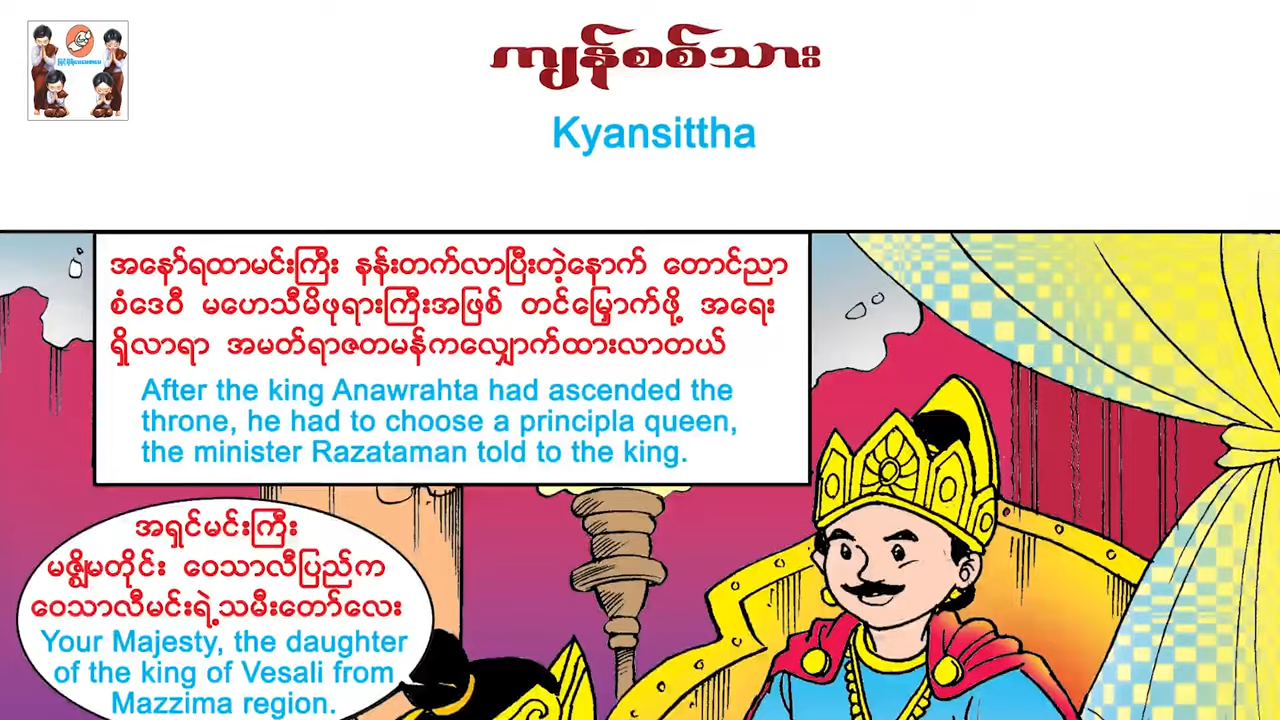 ကျန်စစ်သား
Kyansittha
အနော်ရထာမင်းကြီး နန်းတက်လာပြီးတဲ့နောက် တောင်ညာ
စံဒေဝီ မဟေသီမိဖုရားကြီးအဖြစ် တင်မြှောက်ဖို့ အရေး
ရှိလာရာ အမတ်ရာဇတမန်ကလျှောက်ထားလာတယ်
After the king Anawrahta had ascended the
throne, he had to choose a principla queen,
the minister Razataman told to the king.
အရှင်မင်းကြီး
မဇ္ဈိမတိုင်း ဝေသာလီပြည်က
ဝေသာလီမင်းရဲ့သမီးတော်လေး
Your Majesty, the daughter
of the king of Vesali from
Mazzima region.